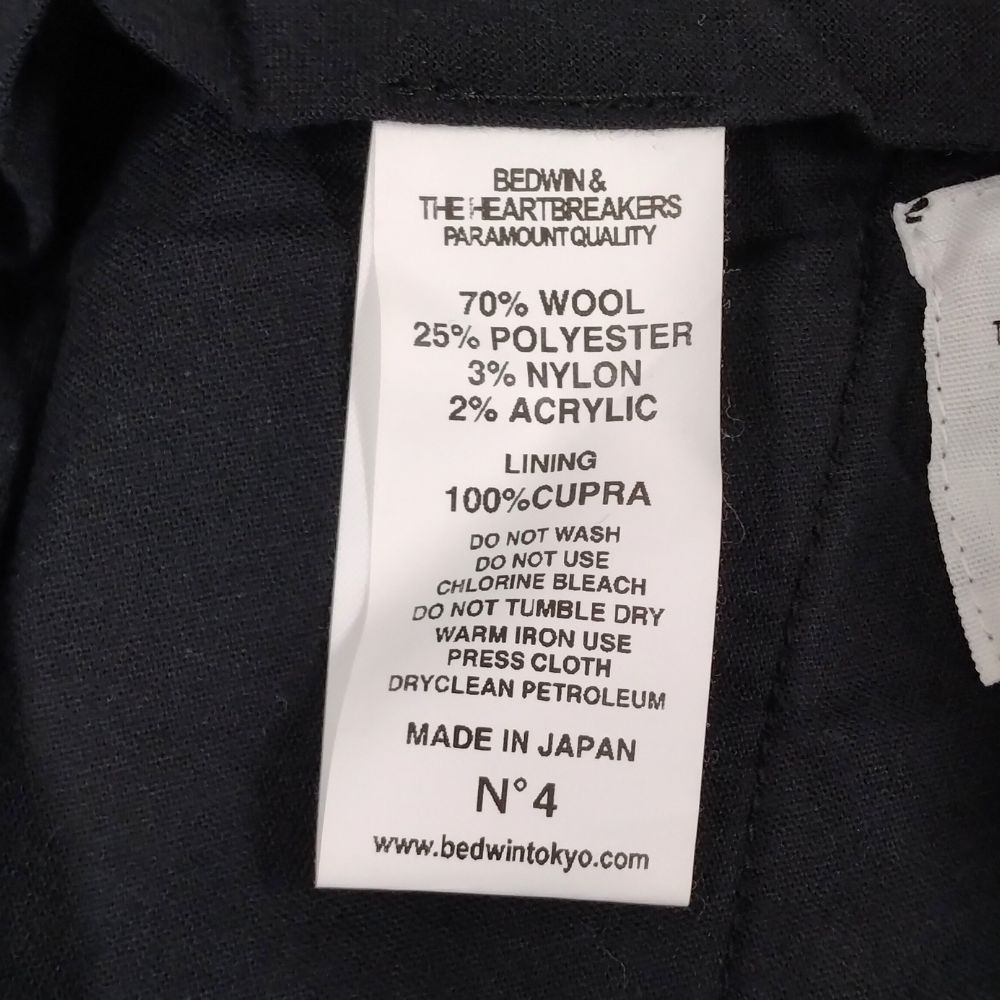 BEDWIN &
THE HEARTBREAKERS
PARAMOUNT QUALITY
70% WOOL
25% POLYESTER
3% NYLON
2% ACRYLIC
LINING
100%CUPRA
DO NOT WASH
DO NOT USE
CHLORINE BLEACH
DO NOT TUMBLE DRY
WARM IRON USE
PRESS CLOTH
DRYCLEAN PETROLEUM
MADE IN JAPAN
N°4
www.bedwintokyo.com